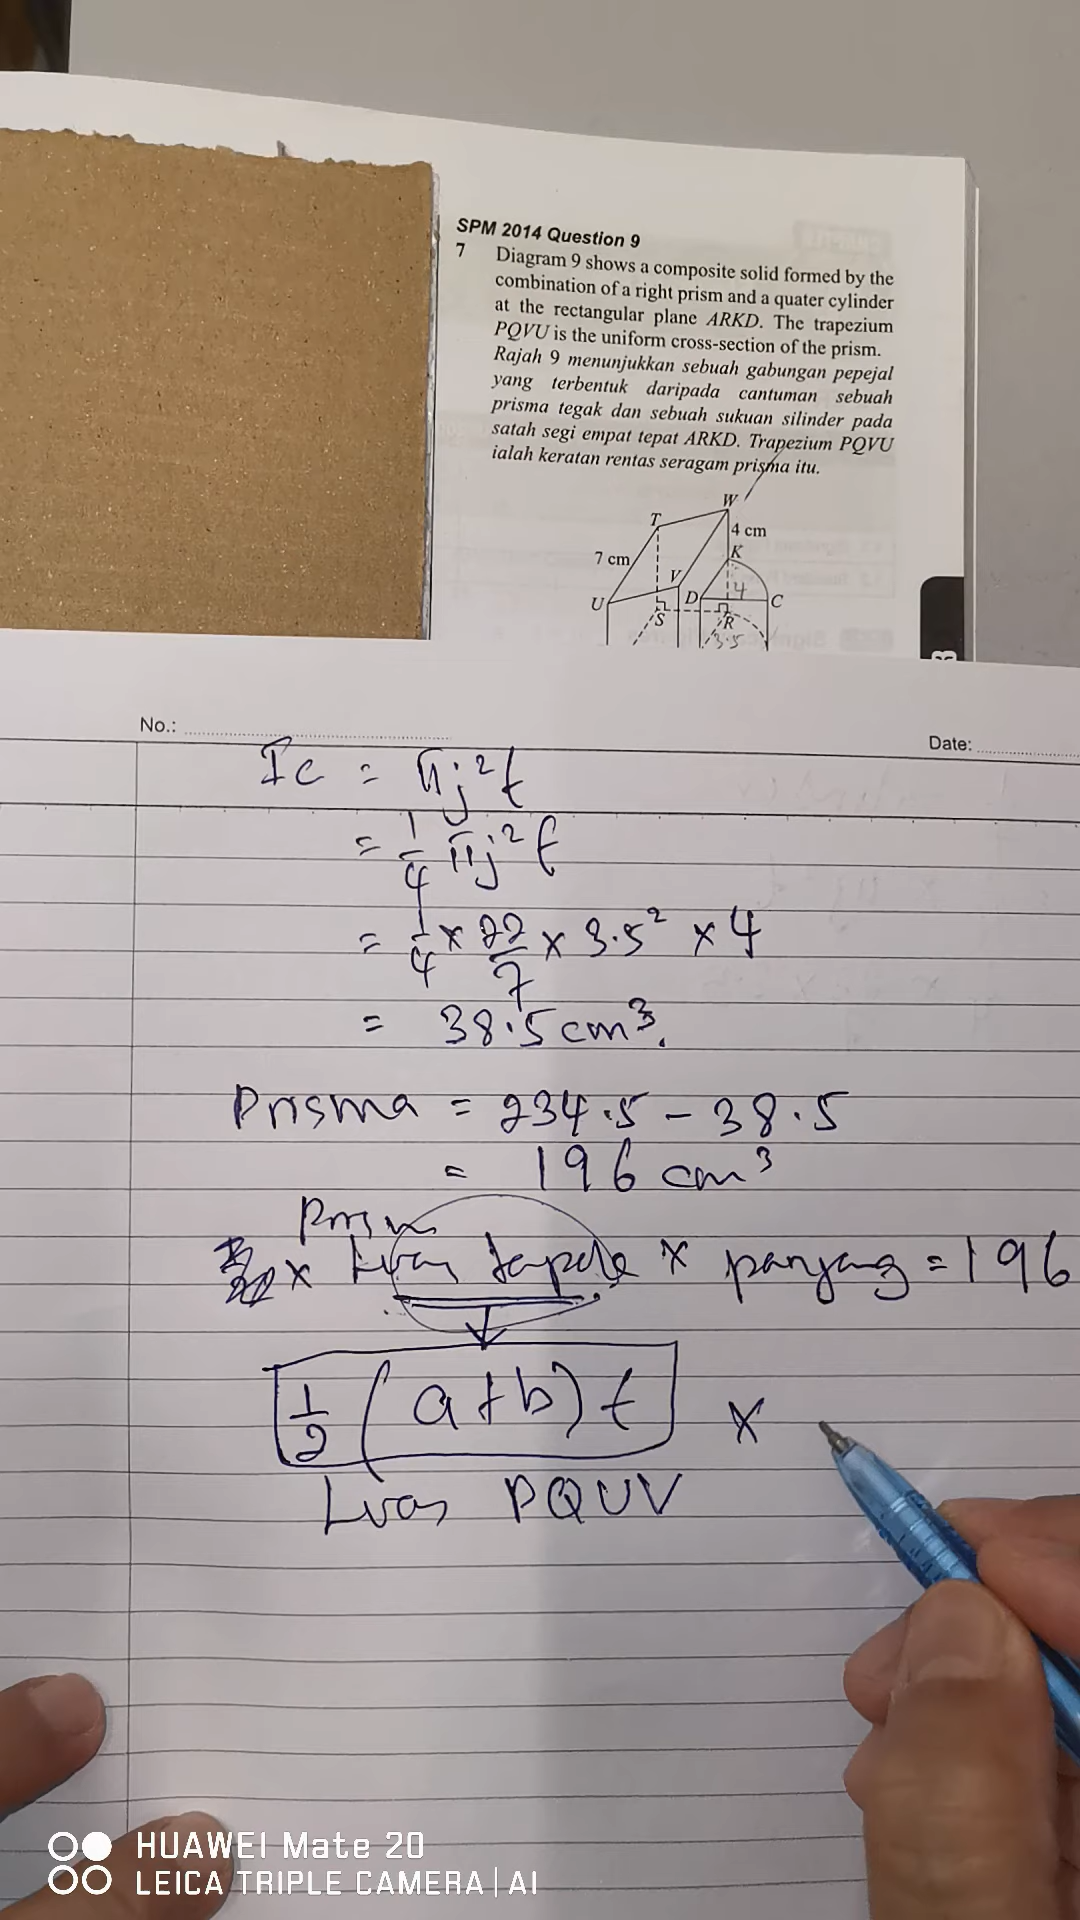 SPM 2014 Question 9
7 Diagram 9 shows a composite solid formed by the
combination of a right prism and a quater cylinder
at the rectangular plane ARKD. The trapezium
PQVU is the uniform cross-section of the prism.
Rajah 9 menunjukkan sebuah gabungan pepejal
yang terbentuk daripada cantuman sebuah
prisma tegak dan sebuah sukuan silinder pada
satah segi empat tepat ARKD. Trapezium PQVU
ialah keratan rentas seragam prisma itu.
W
T
4 cm
K
7 cm
V
4
U
D
C
S
R
3.5
No.:
Date:
Ic = πj²t
= 1/4 πj²t
= 1/4 × 22/7 × 3.5² × 4
= 38.5 cm³.
Prisma = 234.5 - 38.5
= 196 cm³
Prism
× Luas × panjang = 196
1/2 (a+b) t ×
Luas PQUV
HUAWEI Mate 20
LEICA TRIPLE CAMERA | AI